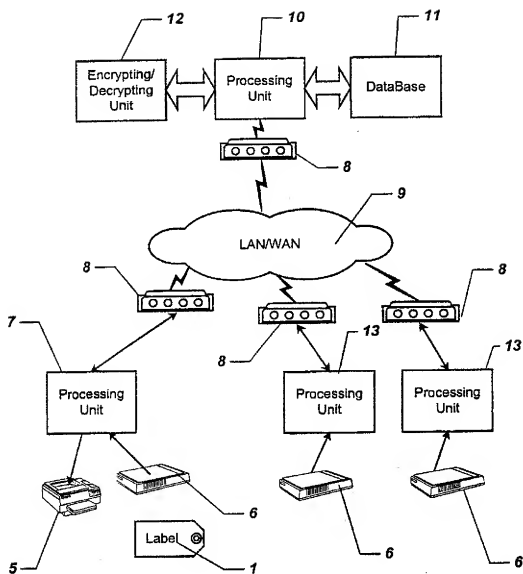 12
10
11
Encrypting/
Decrypting
Unit
Processing
Unit
DataBase
8
9
LAN/WAN
8
8
8
7
13
13
Processing
Unit
Processing
Unit
Processing
Unit
5
6
6
6
Label
1